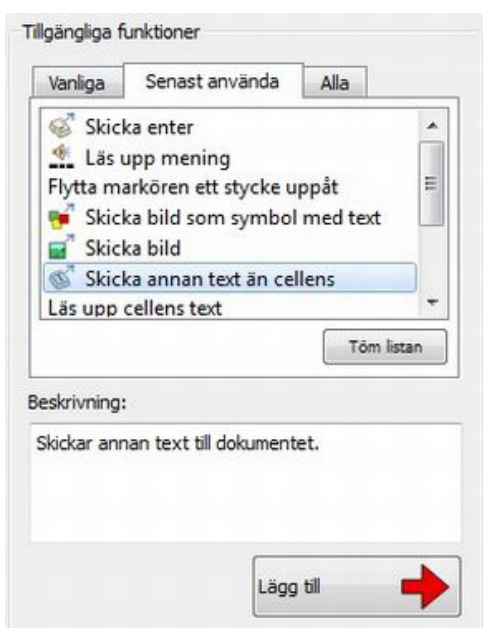 Tillgängliga funktioner
Vanliga Senast använda Alla
Skicka enter
Läs upp mening
Flytta markören ett stycke uppåt
Skicka bild som symbol med text
Skicka bild
Skicka annan text än cellens
Läs upp cellens text
Töm listan
Beskrivning:
Skickar annan text till dokumentet.
Lägg till